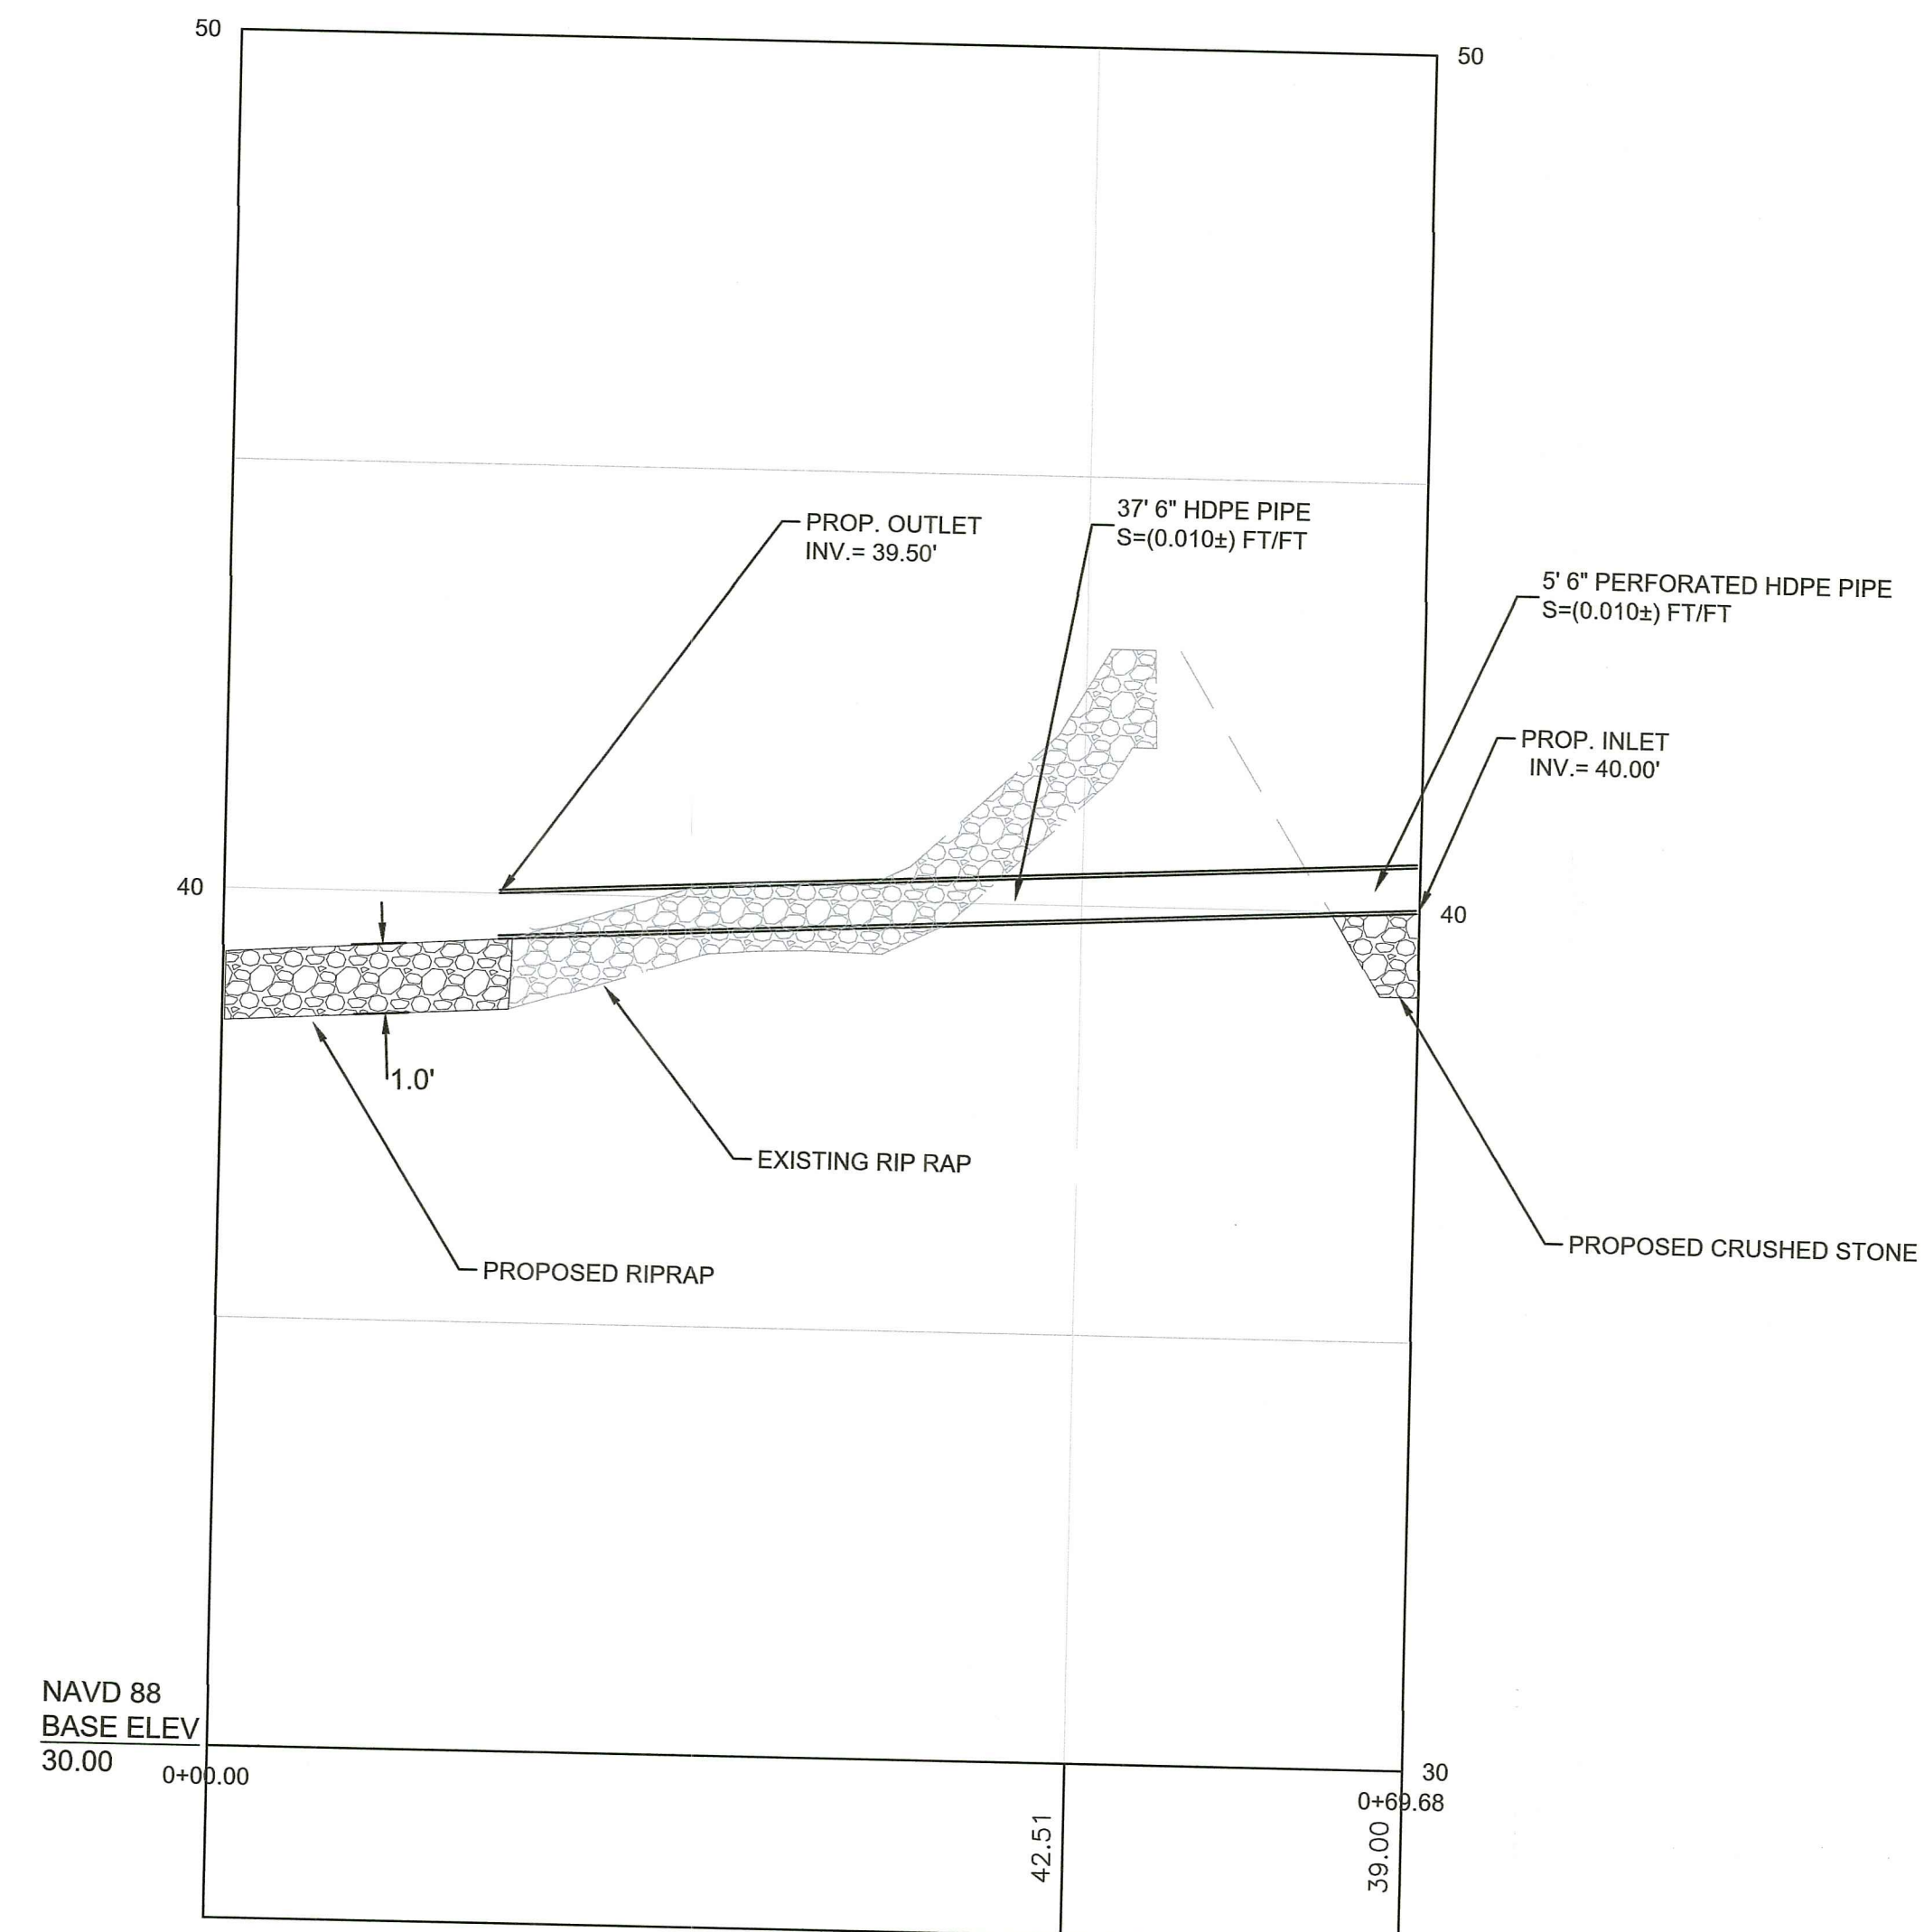 50
50
PROP. OUTLET
INV.= 39.50'
37' 6" HDPE PIPE
S=(0.010±) FT/FT
5' 6" PERFORATED HDPE PIPE
S=(0.010±) FT/FT
PROP. INLET
INV.= 40.00'
40
40
1.0'
EXISTING RIP RAP
PROPOSED RIPRAP
PROPOSED CRUSHED STONE
NAVD 88
BASE ELEV
30.00
0+00.00
30
0+69.68
42.51
39.00